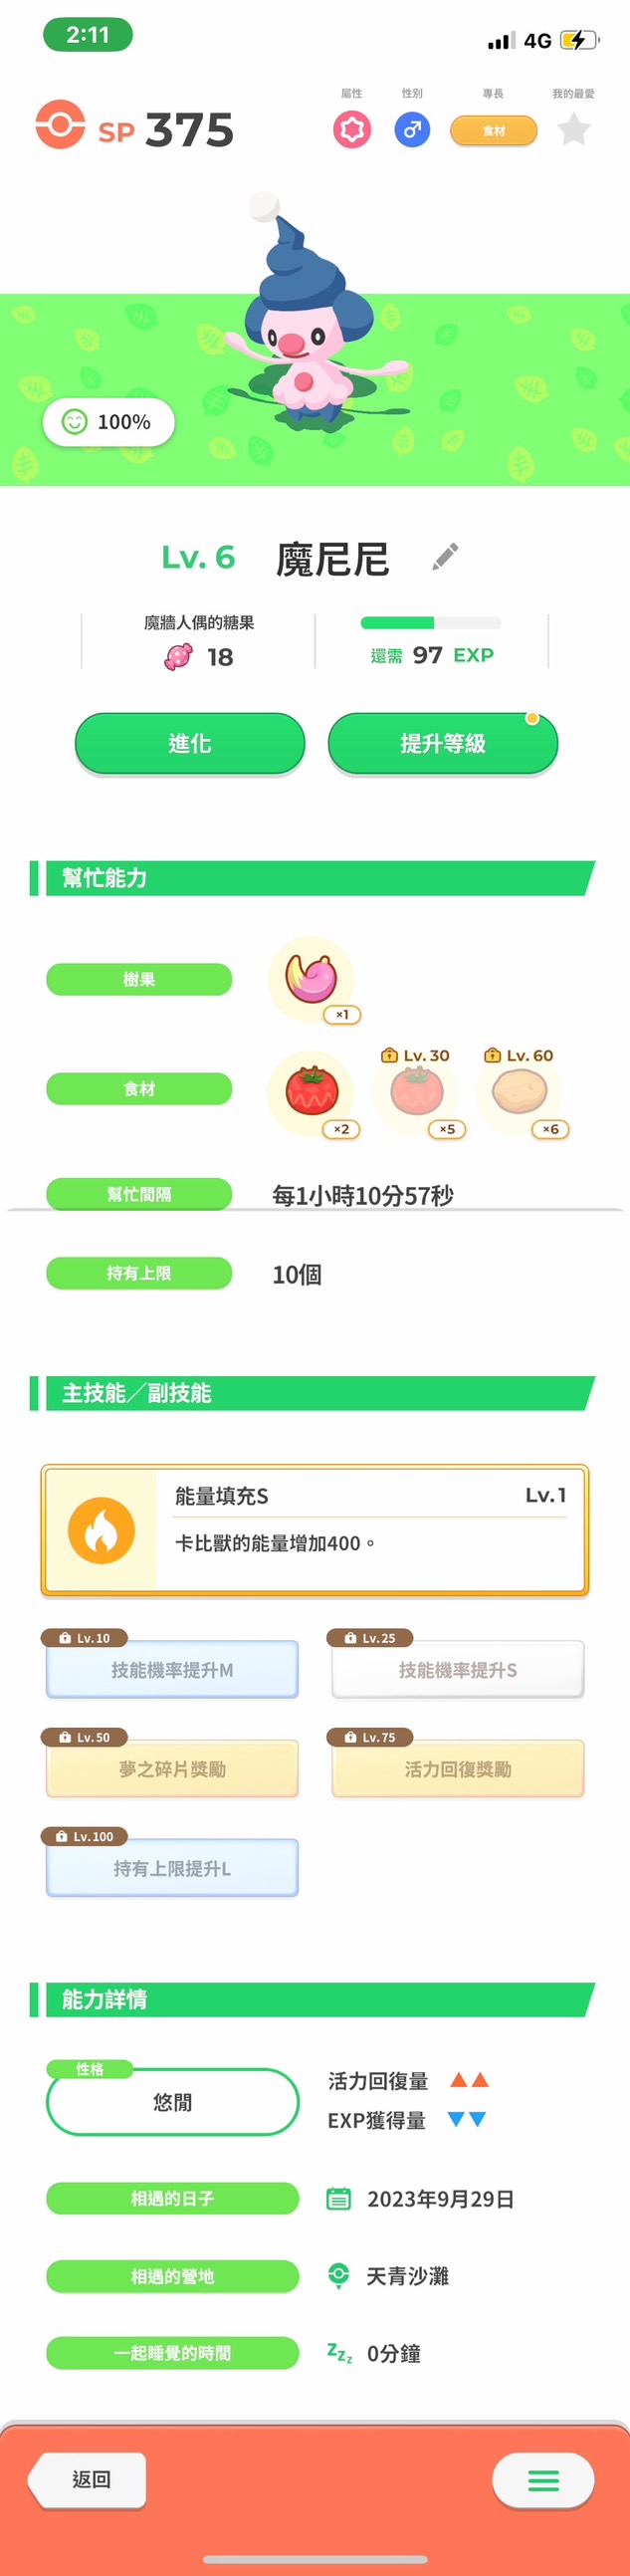 2:11
4G
屬性 性別 專長 我的最愛
SP 375
食材
100%
Lv. 6 魔尼尼
魔牆人偶的糖果
18
還需 97 EXP
進化 提升等級
幫忙能力
樹果
×1
Lv. 30 Lv. 60
食材
×2 ×5 ×6
幫忙間隔 每1小時10分57秒
持有上限 10個
主技能／副技能
能量填充S Lv.1
卡比獸的能量增加400。
Lv.10 Lv.25
技能機率提升M 技能機率提升S
Lv.50 Lv.75
夢之碎片獎勵 活力回復獎勵
Lv.100
持有上限提升L
能力詳情
性格
悠閒
活力回復量 ▲▲
EXP獲得量 ▼▼
相遇的日子 2023年9月29日
相遇的營地 天青沙灘
一起睡覺的時間 zzz 0分鐘
返回